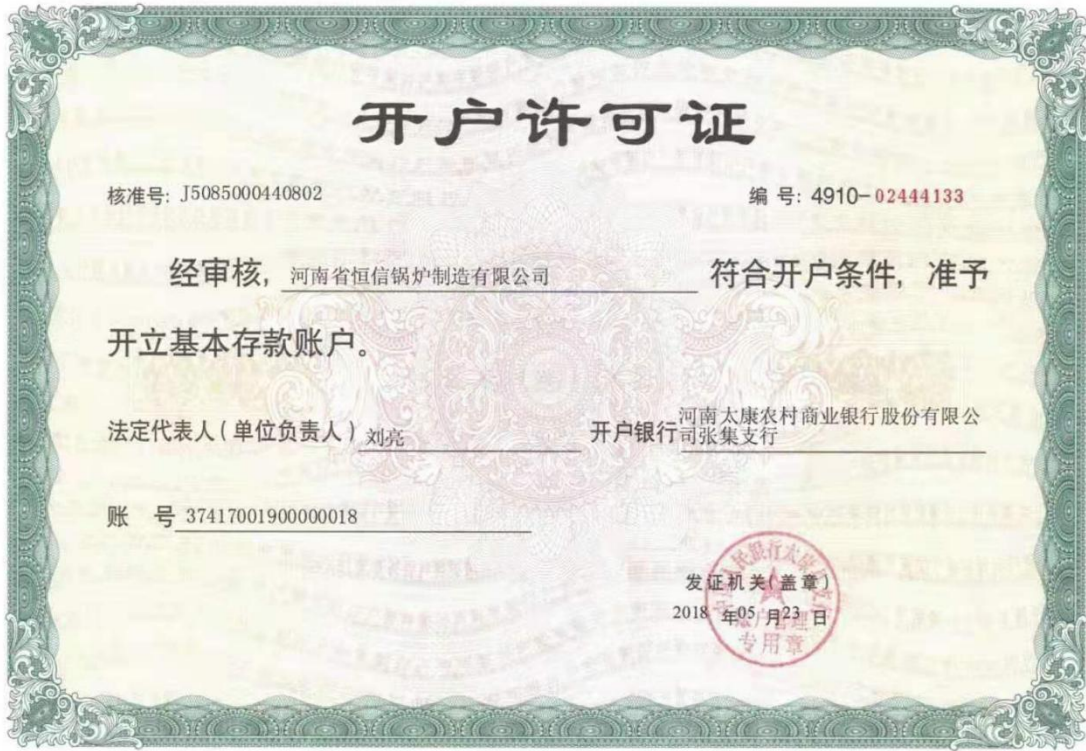 开户许可证
核准号: J5085000440802
编 号: 4910-02444133
经审核, 河南省恒信锅炉制造有限公司 符合开户条件, 准予
开立基本存款账户。
法定代表人(单位负责人) 刘亮
开户银行 河南太康农村商业银行股份有限公
司张集支行
账 号 37417001900000018
发证机关(盖章)
2018 年05 月23 日
专用章